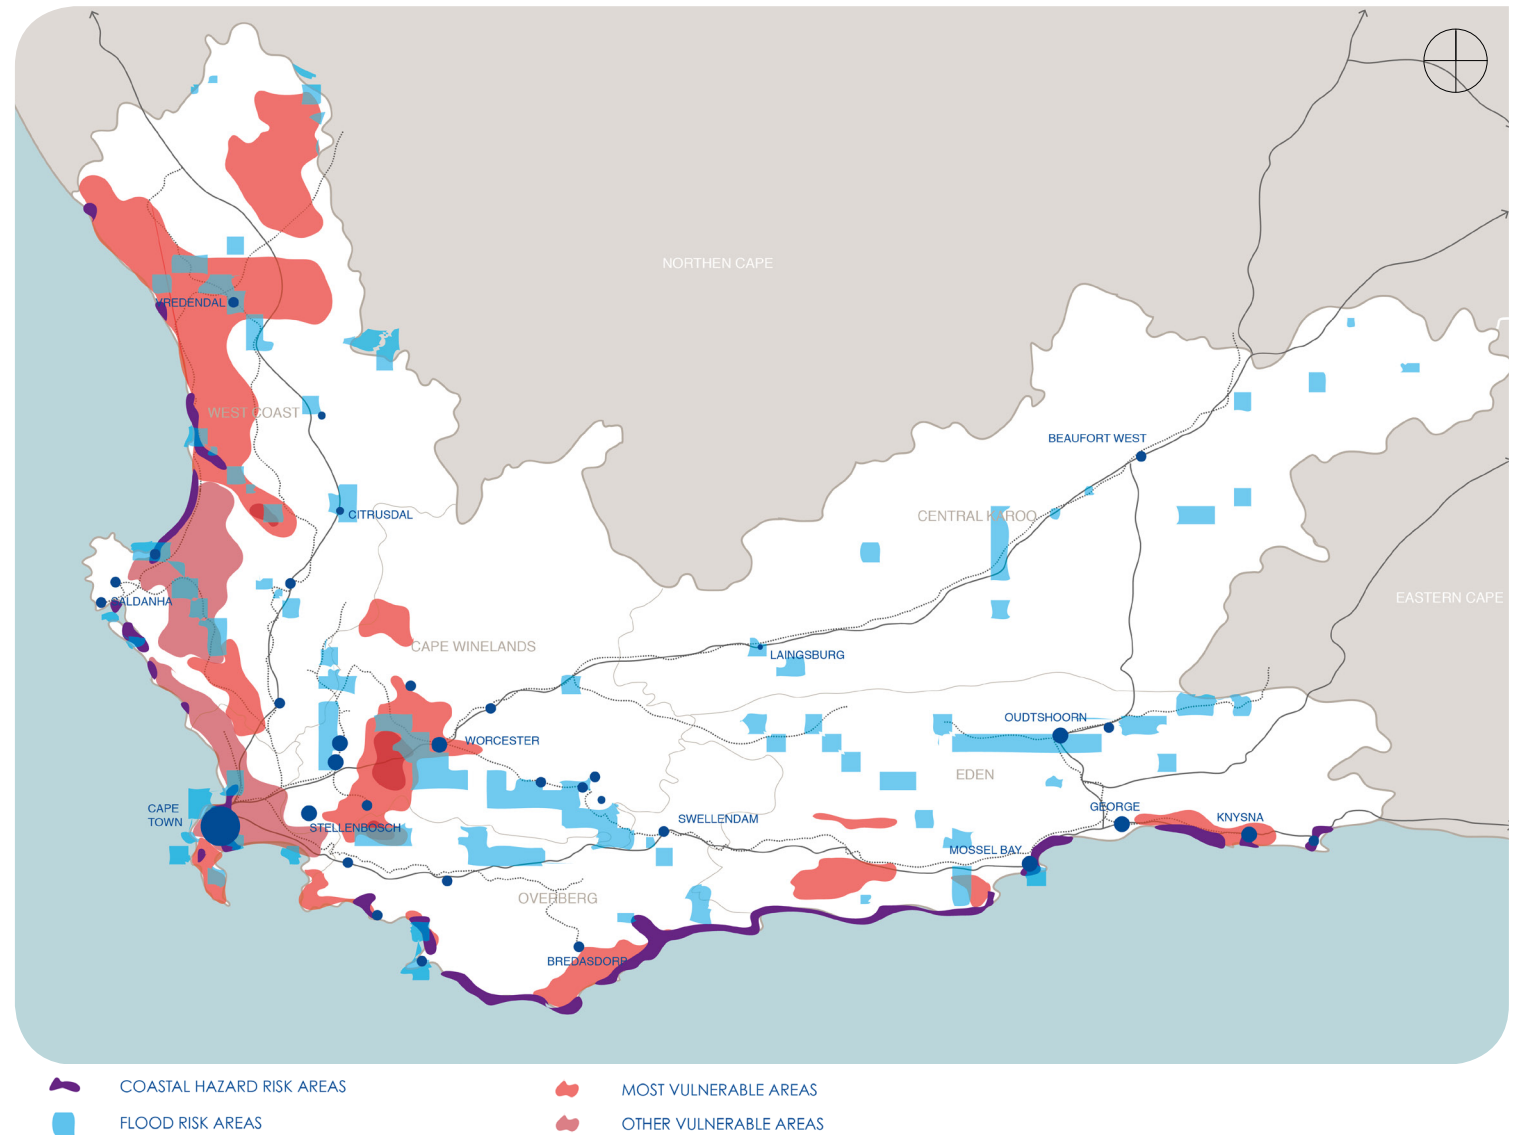 NORTHEN CAPE
VREDENDAL
WEST COAST
BEAUFORT WEST
CITRUSDAL
CENTRAL KAROO
SALDANHA
EASTERN CAPE
CAPE WINELANDS
LAINGSBURG
OUDTSHOORN
WORCESTER
EDEN
CAPE
TOWN
GEORGE
KNYSNA
STELLENBOSCH
SWELLENDAM
MOSSEL BAY
OVERBERG
BREDASDORP
COASTAL HAZARD RISK AREAS
MOST VULNERABLE AREAS
FLOOD RISK AREAS
OTHER VULNERABLE AREAS